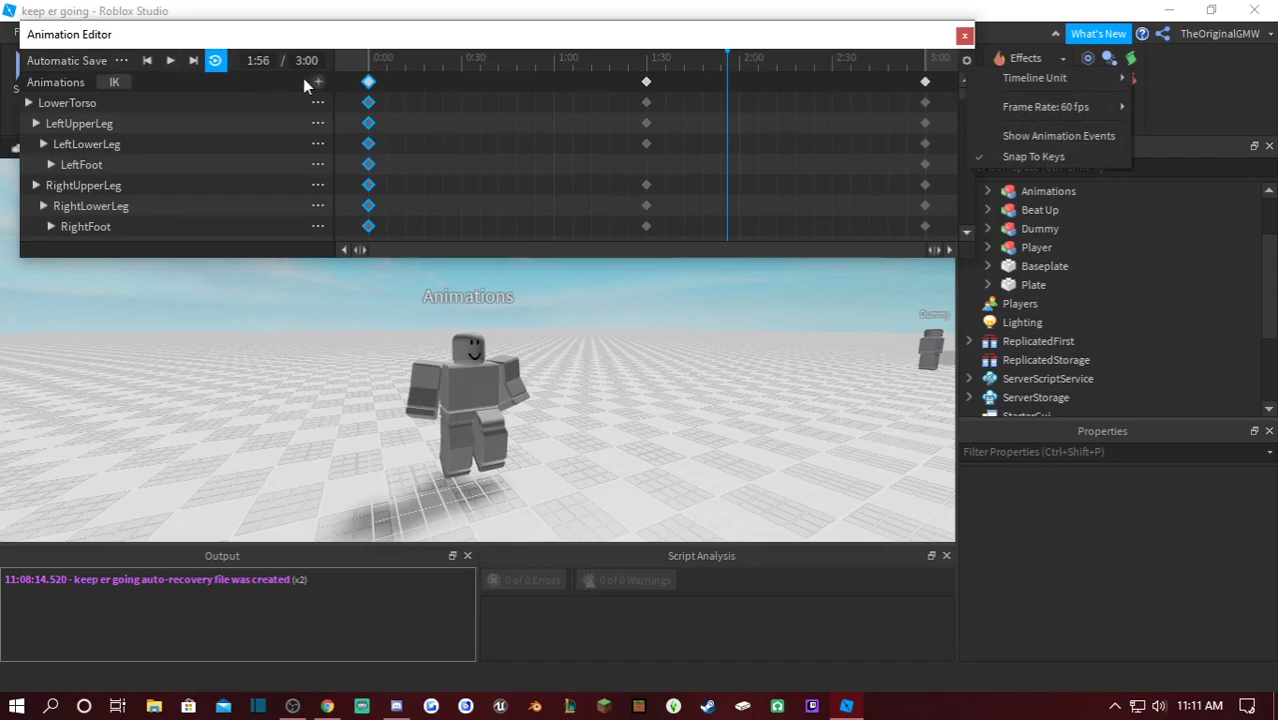 keep er going - Roblox Studio
Animation Editor
What's New
TheOriginalGMW
Automatic Save
1:56 / 3:00
0:00 0:30 1:00 1:30 2:00 2:30 3:00
Effects
Animations IK
Timeline Unit
LowerTorso
Frame Rate: 60 fps
LeftUpperLeg
Show Animation Events
LeftLowerLeg
Snap To Keys
LeftFoot
RightUpperLeg
RightLowerLeg
RightFoot
Animations
Beat Up
Dummy
Player
Baseplate
Plate
Players
Lighting
ReplicatedFirst
ReplicatedStorage
ServerScriptService
ServerStorage
Animations
Dummy
Properties
Filter Properties (Ctrl+Shift+P)
Output
Script Analysis
11:08:14.520 - keep er going auto-recovery file was created (x2)
0 of 0 Errors
0 of 0 Warnings
11:11 AM